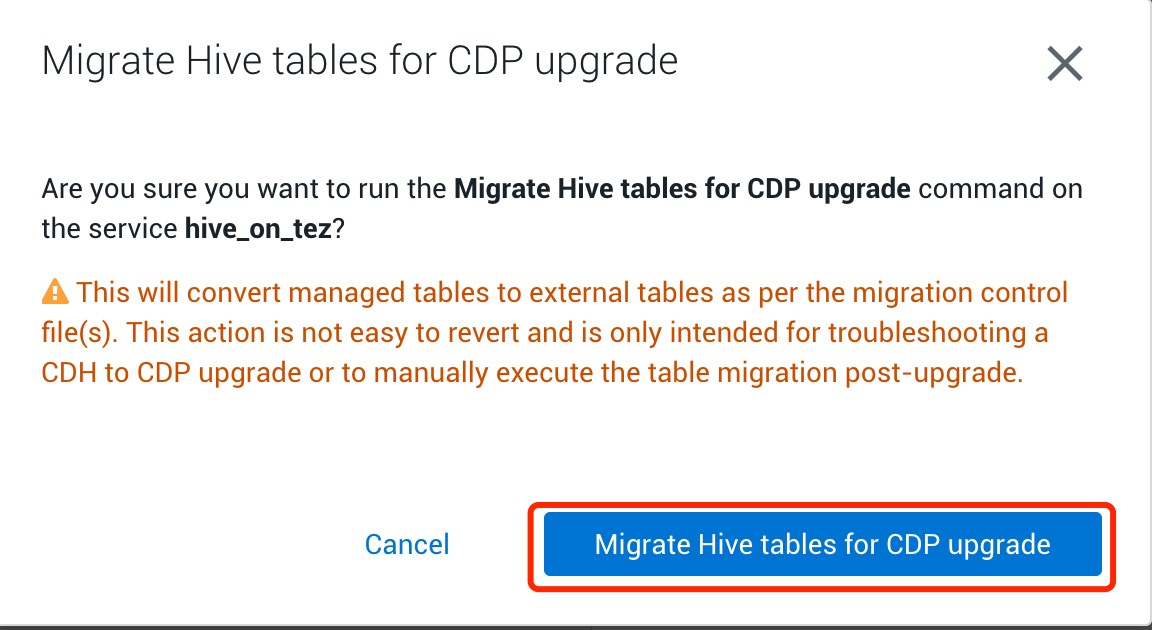 Migrate Hive tables for CDP upgrade
Are you sure you want to run the Migrate Hive tables for CDP upgrade command on
the service hive_on_tez?
This will convert managed tables to external tables as per the migration control
file(s). This action is not easy to revert and is only intended for troubleshooting a
CDH to CDP upgrade or to manually execute the table migration post-upgrade.
Cancel
Migrate Hive tables for CDP upgrade